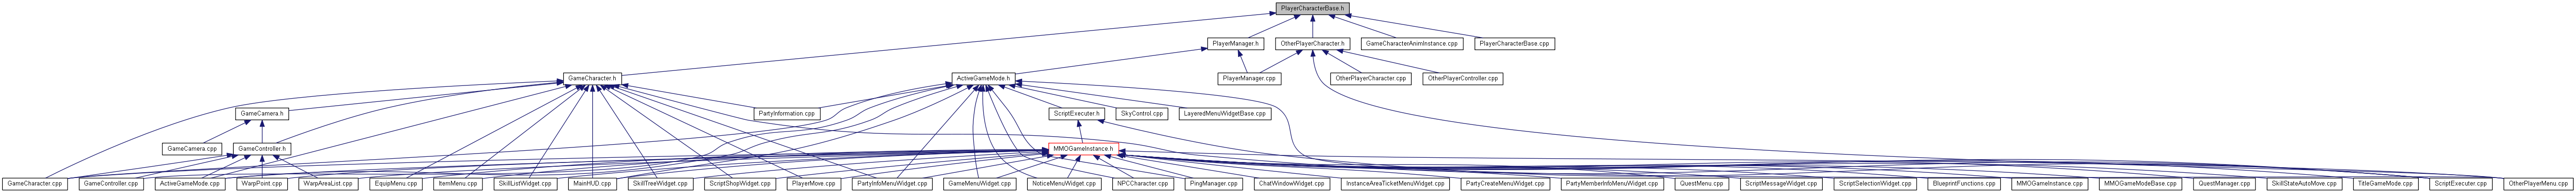 PlayerCharacterBase.h
PlayerManager.h
OtherPlayerCharacter.h
GameCharacterAnimInstance.cpp
PlayerCharacterBase.cpp
GameCharacter.h
ActiveGameMode.h
PlayerManager.cpp
OtherPlayerCharacter.cpp
OtherPlayerController.cpp
GameCamera.h
PartyInformation.cpp
ScriptExecuter.h
SkyControl.cpp
LayeredMenuWidgetBase.cpp
GameCamera.cpp
GameController.h
MMOGameInstance.h
GameCharacter.cpp
GameController.cpp
ActiveGameMode.cpp
WarpPoint.cpp
WarpAreaList.cpp
EquipMenu.cpp
ItemMenu.cpp
SkillListWidget.cpp
MainHUD.cpp
SkillTreeWidget.cpp
ScriptShopWidget.cpp
PlayerMove.cpp
PartyInfoMenuWidget.cpp
GameMenuWidget.cpp
NoticeMenuWidget.cpp
NPCCharacter.cpp
PingManager.cpp
ChatWindowWidget.cpp
InstanceAreaTicketMenuWidget.cpp
PartyCreateMenuWidget.cpp
PartyMemberInfoMenuWidget.cpp
QuestMenu.cpp
ScriptMessageWidget.cpp
ScriptSelectionWidget.cpp
BlueprintFunctions.cpp
MMOGameInstance.cpp
MMOGameModeBase.cpp
QuestManager.cpp
SkillStateAutoMove.cpp
TitleGameMode.cpp
ScriptExecuter.cpp
OtherPlayerMenu.cpp